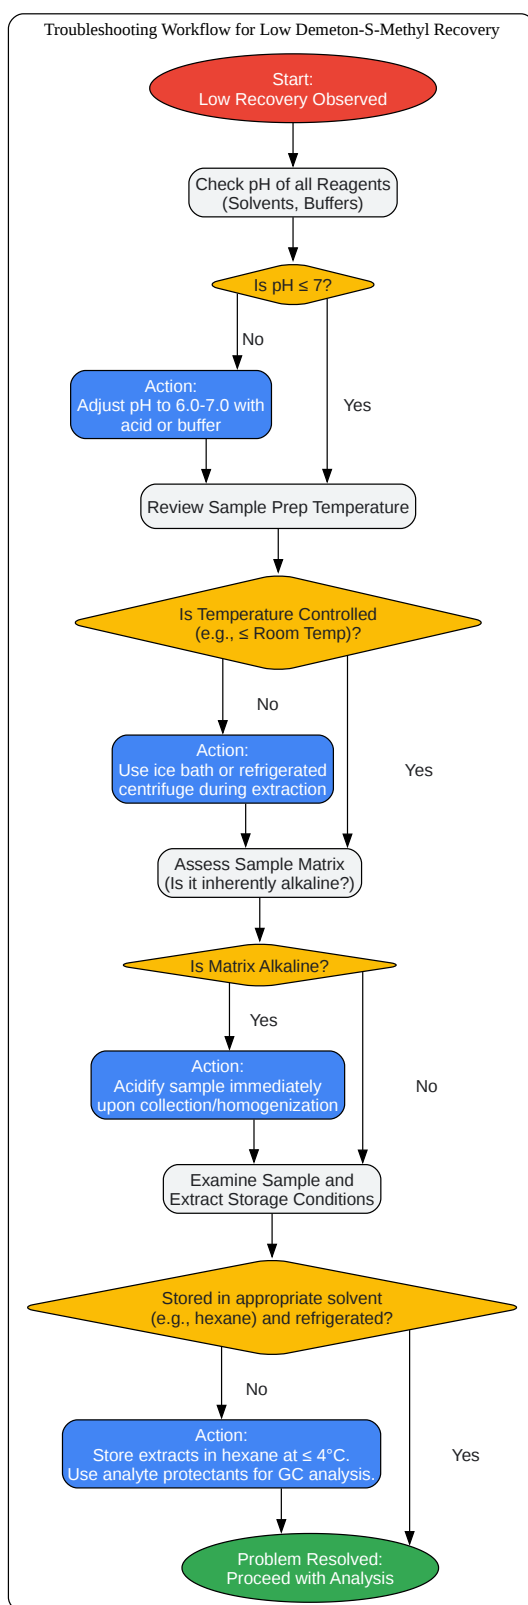 Troubleshooting Workflow for Low Demeton-S-Methyl Recovery
Start:
Low Recovery Observed
Check pH of all Reagents
(Solvents, Buffers)
Is pH ≤ 7?
No
Action:
Adjust pH to 6.0-7.0 with
acid or buffer
Yes
Review Sample Prep Temperature
Is Temperature Controlled
(e.g., ≤ Room Temp)?
No
Action:
Use ice bath or refrigerated
centrifuge during extraction
Yes
Assess Sample Matrix
(Is it inherently alkaline?)
Is Matrix Alkaline?
Yes
Action:
Acidify sample immediately
upon collection/homogenization
No
Examine Sample and
Extract Storage Conditions
Stored in appropriate solvent
(e.g., hexane) and refrigerated?
No
Action:
Store extracts in hexane at ≤ 4°C.
Use analyte protectants for GC analysis.
Yes
Problem Resolved:
Proceed with Analysis